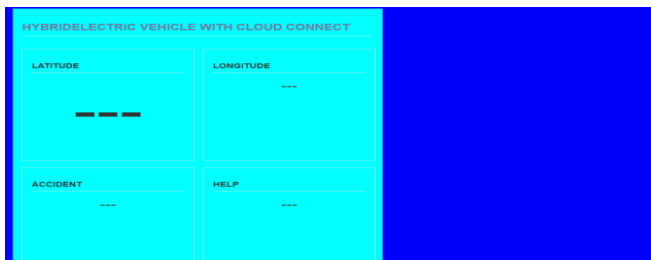 HYBRIDELECTRIC VEHICLE WITH CLOUD CONNECT
LATITUDE
---
LONGITUDE
---
ACCIDENT
---
HELP
---